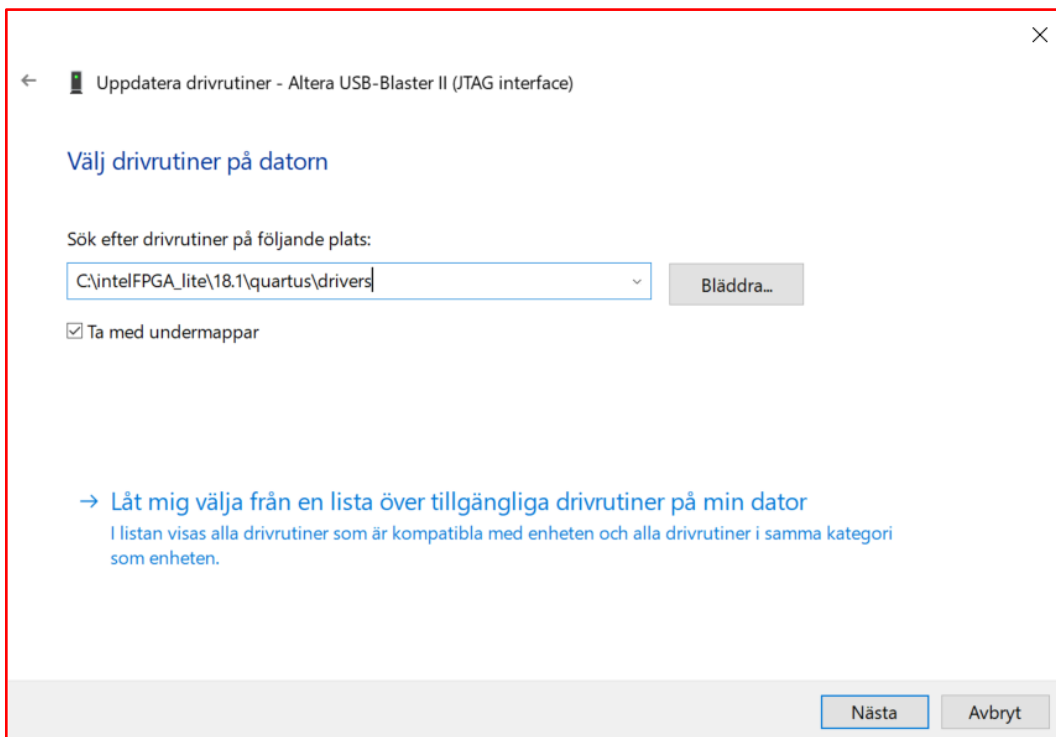 Uppdatera drivrutiner - Altera USB-Blaster II (JTAG interface)
Välj drivrutiner på datorn
Sök efter drivrutiner på följande plats:
C:\intelFPGA_lite\18.1\quartus\drivers
Bläddra...
Ta med undermappar
Låt mig välja från en lista över tillgängliga drivrutiner på min dator
I listan visas alla drivrutiner som är kompatibla med enheten och alla drivrutiner i samma kategori
som enheten.
Nästa Avbryt